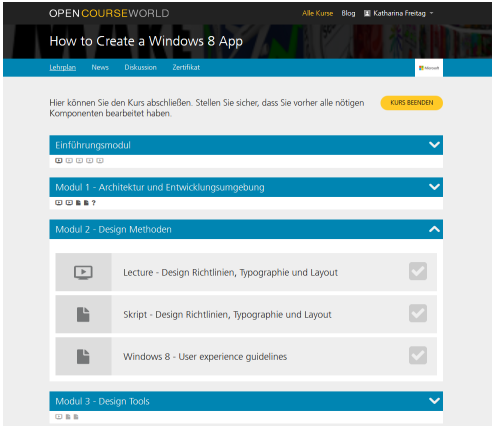 OPENCOURSEWORLD
Alle Kurse Blog Katharina Freitag
How to Create a Windows 8 App
Lehrplan News Diskussion Zertifikat
Microsoft
Hier können Sie den Kurs abschließen. Stellen Sie sicher, dass Sie vorher alle nötigen
Komponenten bearbeitet haben.
KURS BEENDEN
Einführungsmodul
Modul 1 - Architektur und Entwicklungsumgebung
?
Modul 2 - Design Methoden
Lecture - Design Richtlinien, Typographie und Layout
Skript - Design Richtlinien, Typographie und Layout
Windows 8 - User experience guidelines
Modul 3 - Design Tools